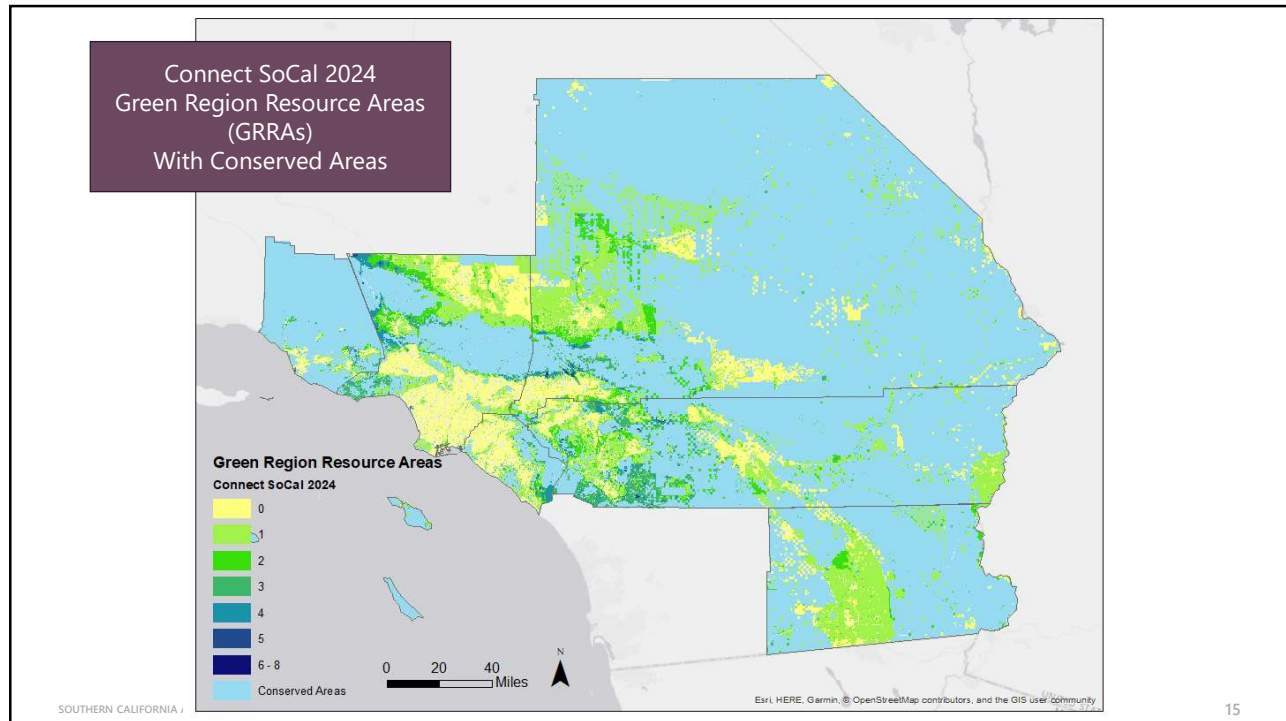 Connect SoCal 2024
Green Region Resource Areas
(GRRAs)
With Conserved Areas
Green Region Resource Areas
Connect SoCal 2024
0
1
2
3
4
5
6 - 8
Conserved Areas
0 20 40
Miles
N
Esri, HERE, Garmin, © OpenStreetMap contributors, and the GIS user community
SOUTHERN CALIFORNIA
15